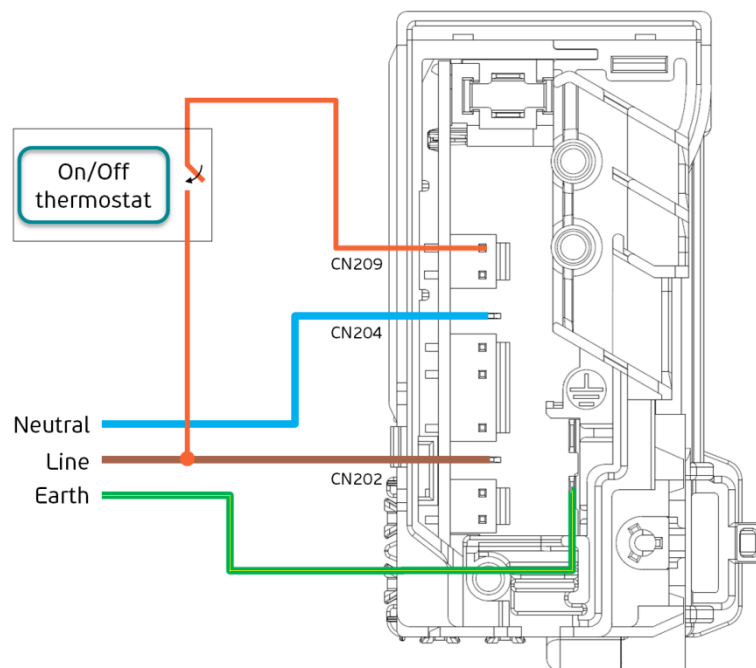 On/Off
thermostat
CN209
CN204
Neutral
Line
CN202
Earth